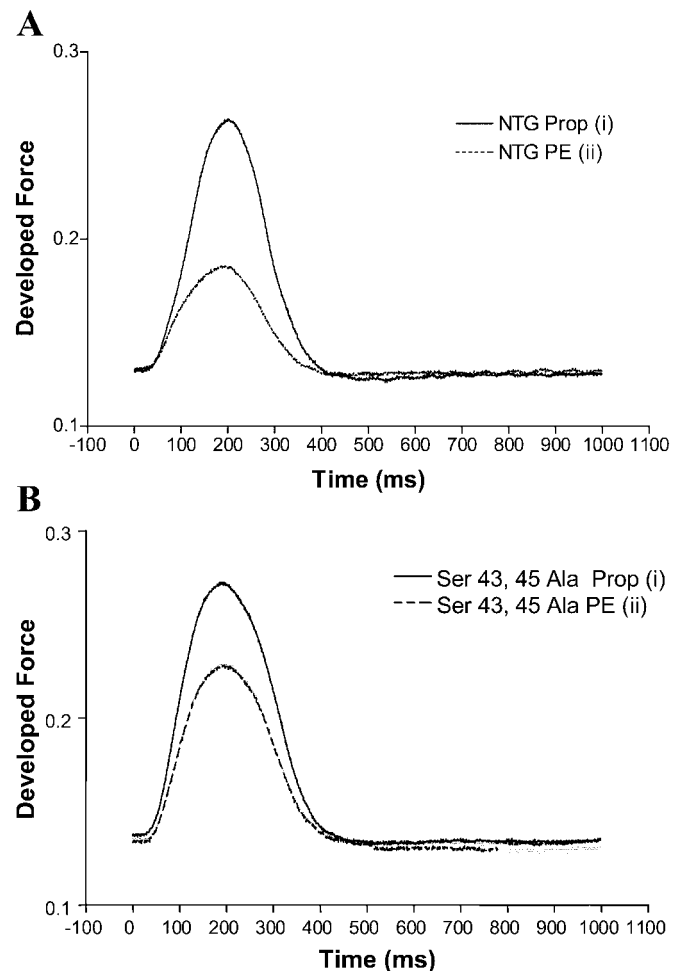 A
0.3
NTG Prop (i)
NTG PE (ii)
0.2
Developed Force
0.1
-100 0 100 200 300 400 500 600 700 800 900 1000 1100
Time (ms)
B
0.3
Ser 43, 45 Ala Prop (i)
Ser 43, 45 Ala PE (ii)
0.2
Developed Force
0.1
-100 0 100 200 300 400 500 600 700 800 900 1000 1100
Time (ms)